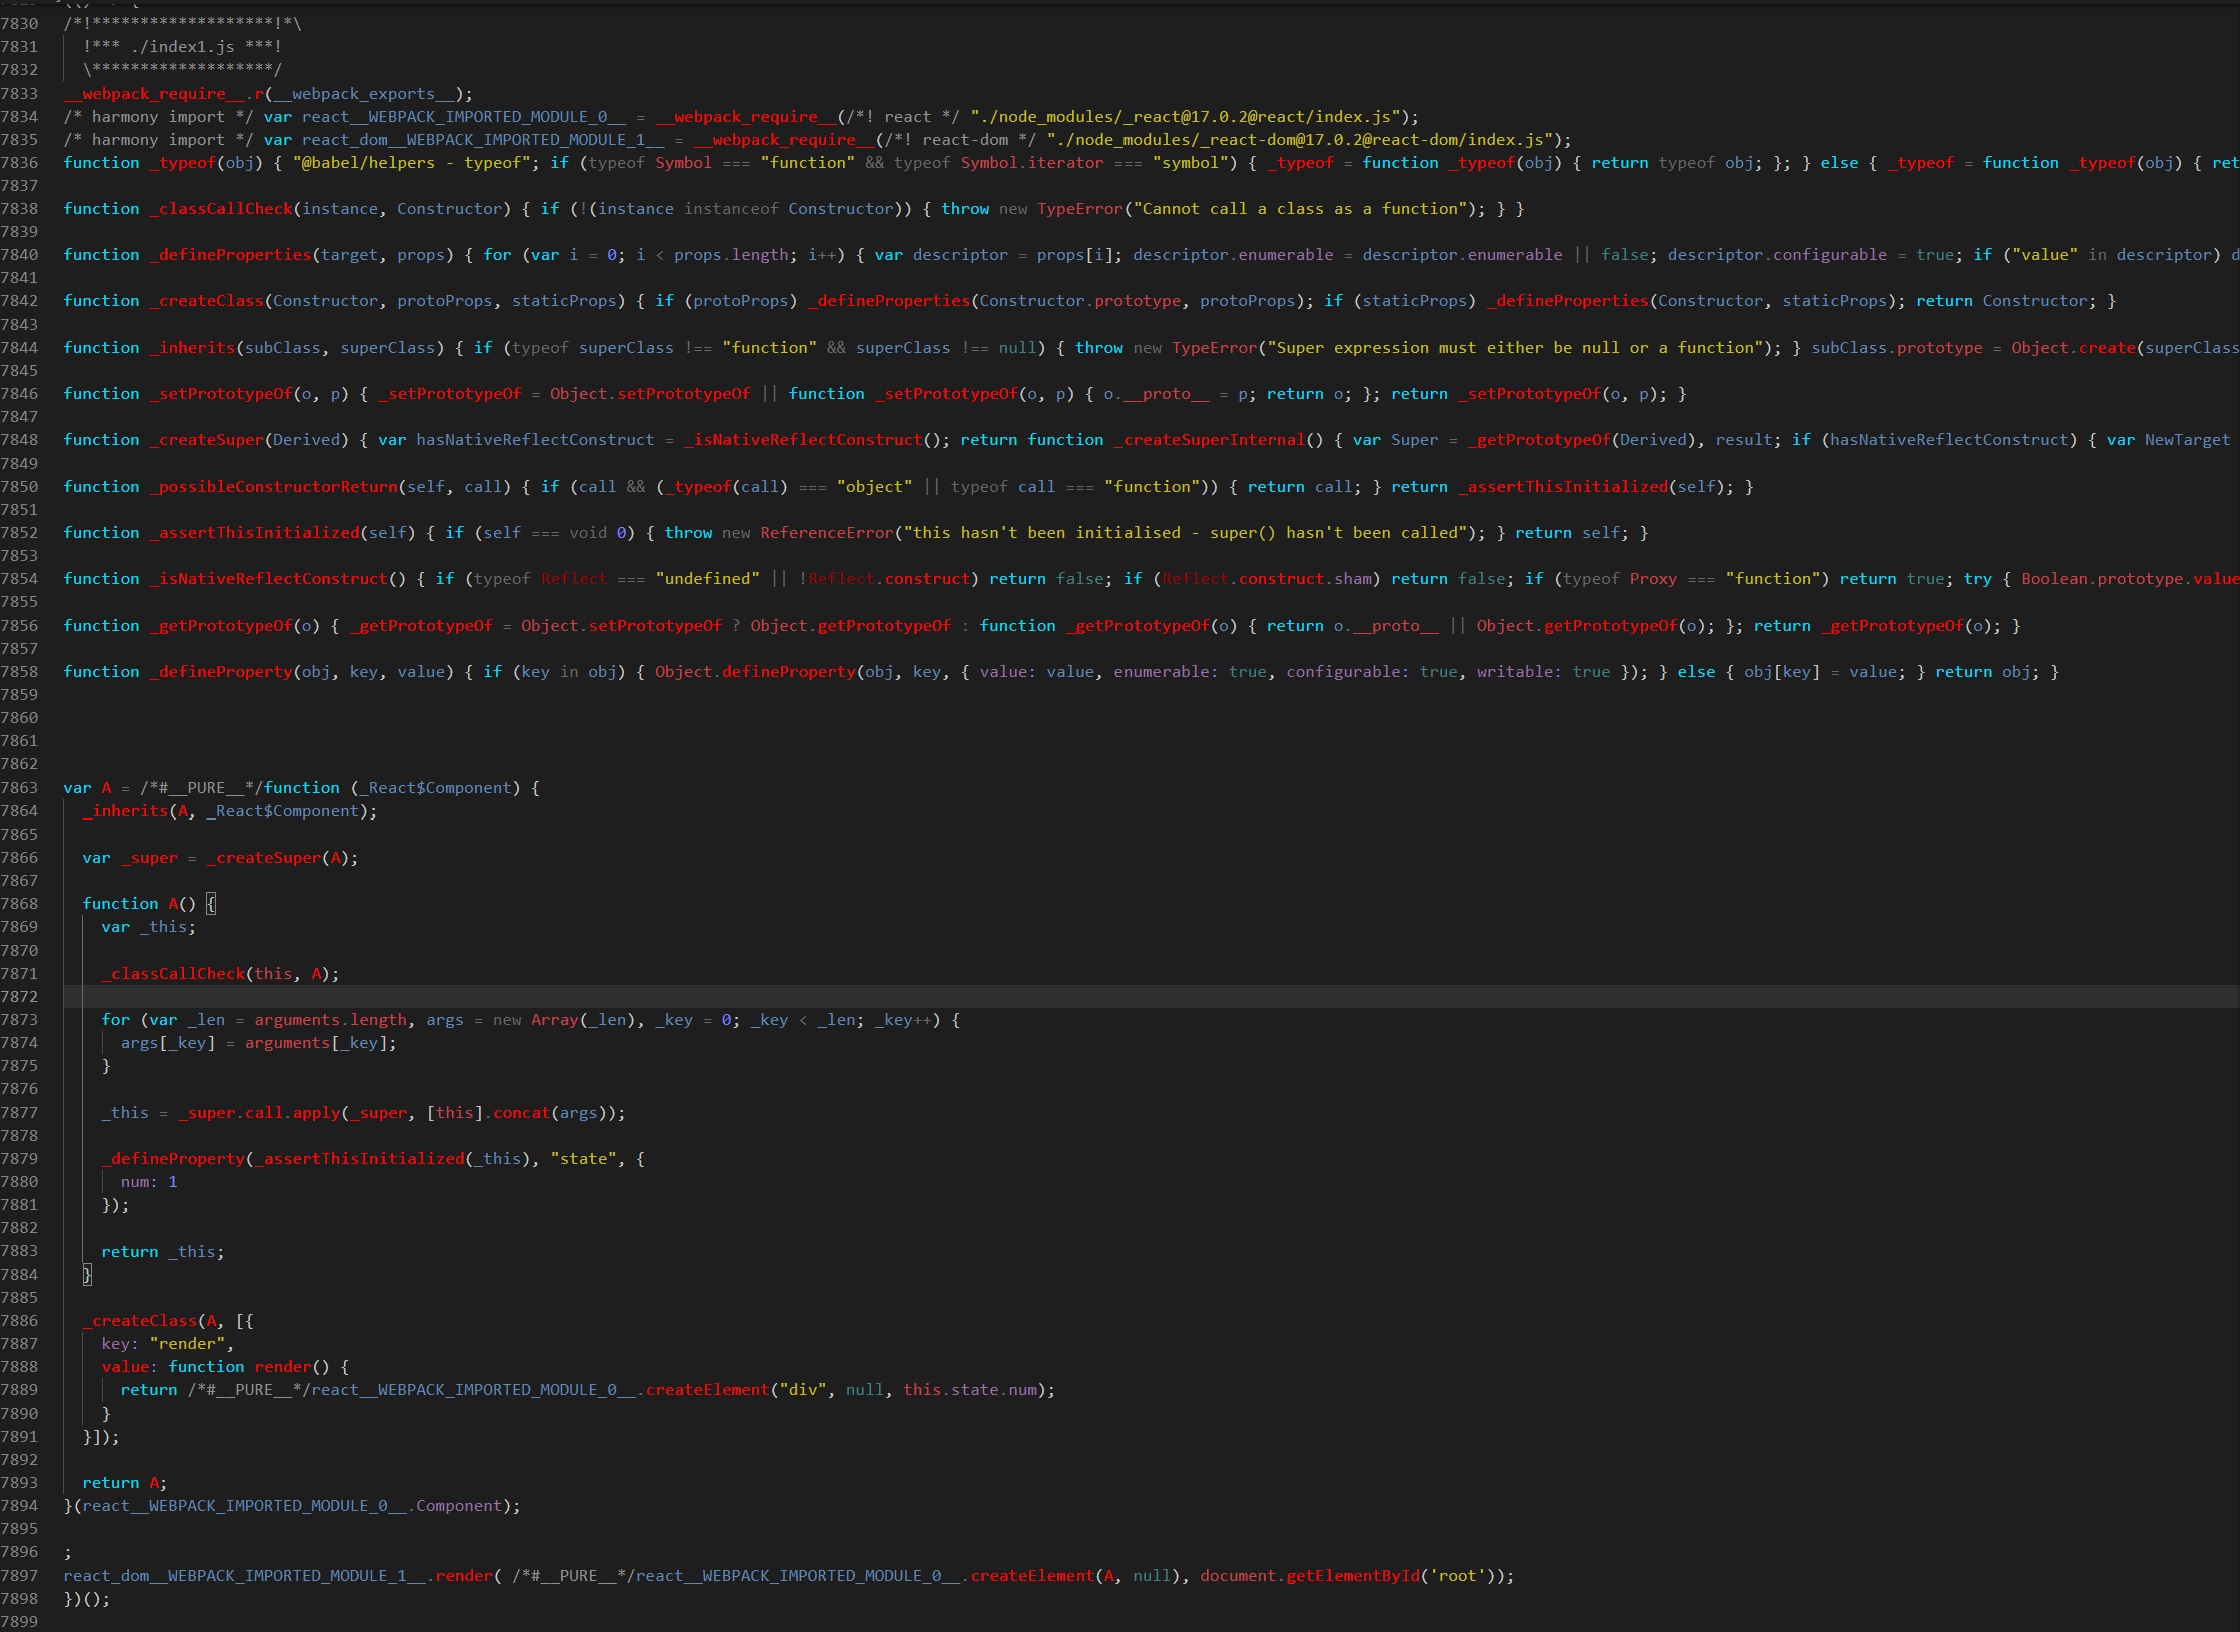 7830 /*!*******************!*\
7831 !*** ./index1.js ***!
7832 \*******************/
7833 __webpack_require__.r(__webpack_exports__);
7834 /* harmony import */ var react__WEBPACK_IMPORTED_MODULE_0__ = __webpack_require__(/*! react */ "./node_modules/_react@17.0.2@react/index.js");
7835 /* harmony import */ var react_dom__WEBPACK_IMPORTED_MODULE_1__ = __webpack_require__(/*! react-dom */ "./node_modules/_react-dom@17.0.2@react-dom/index.js");
7836 function _typeof(obj) { "@babel/helpers - typeof"; if (typeof Symbol === "function" && typeof Symbol.iterator === "symbol") { _typeof = function _typeof(obj) { return typeof obj; }; } else { _typeof = function _typeof(obj) { ret
7837
7838 function _classCallCheck(instance, Constructor) { if (!(instance instanceof Constructor)) { throw new TypeError("Cannot call a class as a function"); } }
7839
7840 function _defineProperties(target, props) { for (var i = 0; i < props.length; i++) { var descriptor = props[i]; descriptor.enumerable = descriptor.enumerable || false; descriptor.configurable = true; if ("value" in descriptor) d
7841
7842 function _createClass(Constructor, protoProps, staticProps) { if (protoProps) _defineProperties(Constructor.prototype, protoProps); if (staticProps) _defineProperties(Constructor, staticProps); return Constructor; }
7843
7844 function _inherits(subClass, superClass) { if (typeof superClass !== "function" && superClass !== null) { throw new TypeError("Super expression must either be null or a function"); } subClass.prototype = Object.create(superClass
7845
7846 function _setPrototypeOf(o, p) { _setPrototypeOf = Object.setPrototypeOf || function _setPrototypeOf(o, p) { o.__proto__ = p; return o; }; return _setPrototypeOf(o, p); }
7847
7848 function _createSuper(Derived) { var hasNativeReflectConstruct = _isNativeReflectConstruct(); return function _createSuperInternal() { var Super = _getPrototypeOf(Derived), result; if (hasNativeReflectConstruct) { var NewTarget
7849
7850 function _possibleConstructorReturn(self, call) { if (call && (_typeof(call) === "object" || typeof call === "function")) { return call; } return _assertThisInitialized(self); }
7851
7852 function _assertThisInitialized(self) { if (self === void 0) { throw new ReferenceError("this hasn't been initialised - super() hasn't been called"); } return self; }
7853
7854 function _isNativeReflectConstruct() { if (typeof Reflect === "undefined" || !Reflect.construct) return false; if (Reflect.construct.sham) return false; if (typeof Proxy === "function") return true; try { Boolean.prototype.value
7855
7856 function _getPrototypeOf(o) { _getPrototypeOf = Object.setPrototypeOf ? Object.getPrototypeOf : function _getPrototypeOf(o) { return o.__proto__ || Object.getPrototypeOf(o); }; return _getPrototypeOf(o); }
7857
7858 function _defineProperty(obj, key, value) { if (key in obj) { Object.defineProperty(obj, key, { value: value, enumerable: true, configurable: true, writable: true }); } else { obj[key] = value; } return obj; }
7859
7860
7861
7862
7863 var A = /*#__PURE__*/function (_React$Component) {
7864 _inherits(A, _React$Component);
7865
7866 var _super = _createSuper(A);
7867
7868 function A() {
7869 var _this;
7870
7871 _classCallCheck(this, A);
7872
7873 for (var _len = arguments.length, args = new Array(_len), _key = 0; _key < _len; _key++) {
7874 args[_key] = arguments[_key];
7875 }
7876
7877 _this = _super.call.apply(_super, [this].concat(args));
7878
7879 _defineProperty(_assertThisInitialized(_this), "state", {
7880 num: 1
7881 });
7882
7883 return _this;
7884 }
7885
7886 _createClass(A, [{
7887 key: "render",
7888 value: function render() {
7889 return /*#__PURE__*/react__WEBPACK_IMPORTED_MODULE_0__.createElement("div", null, this.state.num);
7890 }
7891 }]);
7892
7893 return A;
7894 }(react__WEBPACK_IMPORTED_MODULE_0__.Component);
7895
7896 ;
7897 react_dom__WEBPACK_IMPORTED_MODULE_1__.render( /*#__PURE__*/react__WEBPACK_IMPORTED_MODULE_0__.createElement(A, null), document.getElementById('root'));
7898 })();
7899